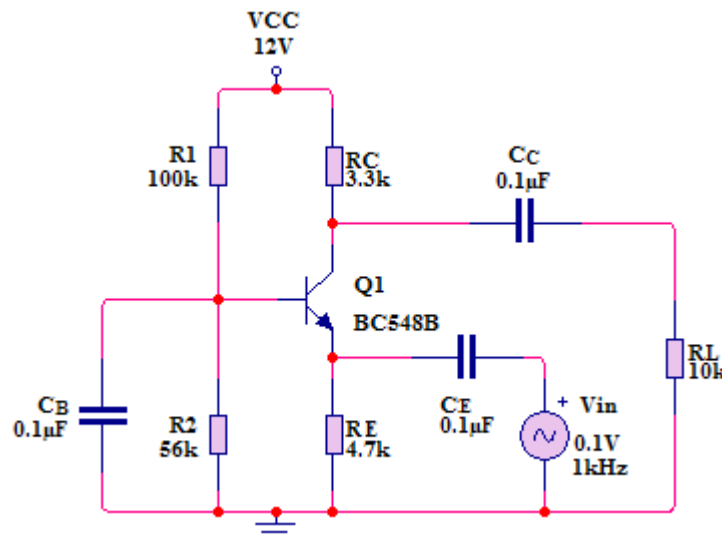 VCC
12V
R1
100k
RC
3.3k
CC
0.1µF
Q1
BC548B
CB
0.1µF
R2
56k
RE
4.7k
CE
0.1µF
+ Vin
0.1V
1kHz
RL
10k